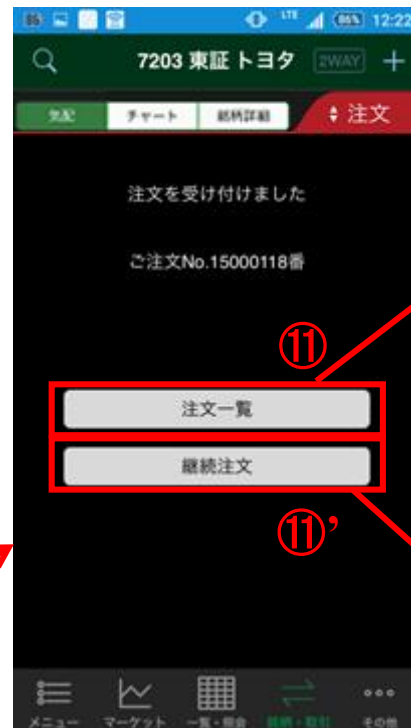 LTE 85% 12:22
7203 東証 トヨタ 2WAY +
気配 チャート 銘柄詳細 注文
注文を受け付けました
ご注文No.15000118番
⑪
注文一覧
継続注文
⑪’
メニュー マーケット 一覧・照会 銘柄・取引 その他